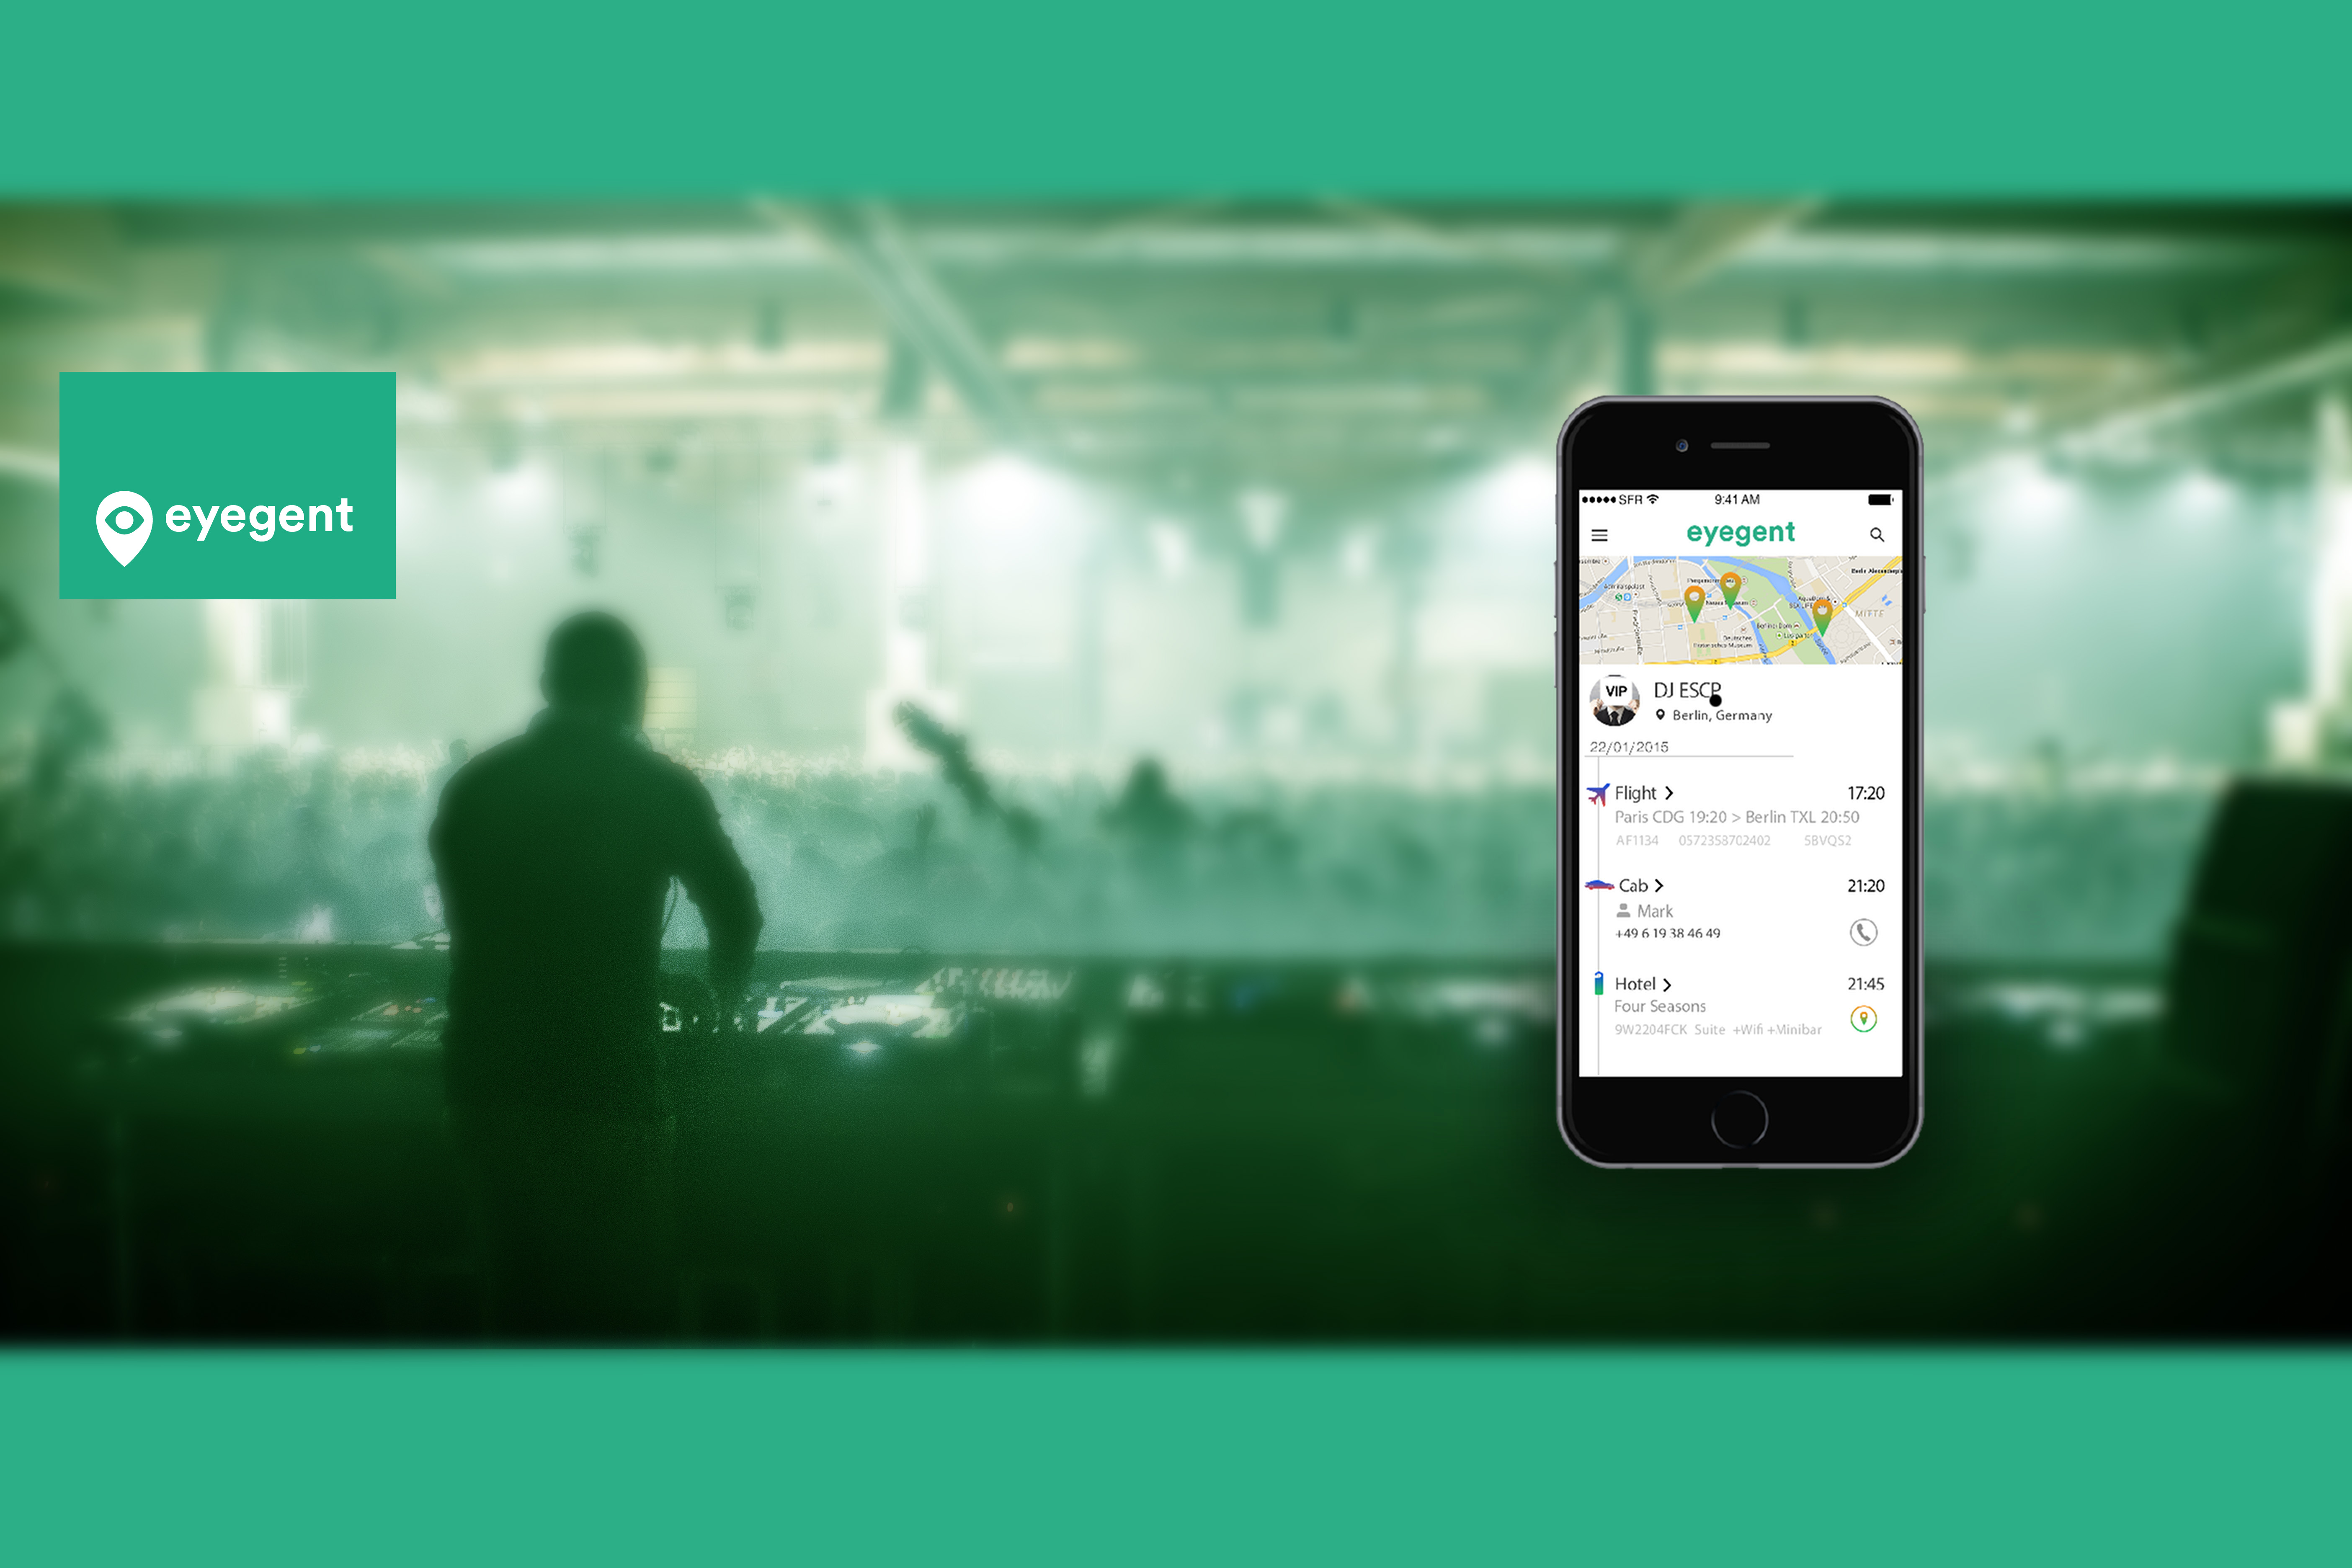 eyegent
SFR 9:41 AM
eyegent
MITTE
VIP
DJ ESCP
Berlin, Germany
22/01/2015
Flight > 17:20
Paris CDG 19:20 > Berlin TXL 20:50
AF1134 0572358702402 5BVQS2
Cab > 21:20
Mark
+49 6 19 38 46 49
Hotel > 21:45
Four Seasons
9W2204FCK Suite +Wifi +Minibar